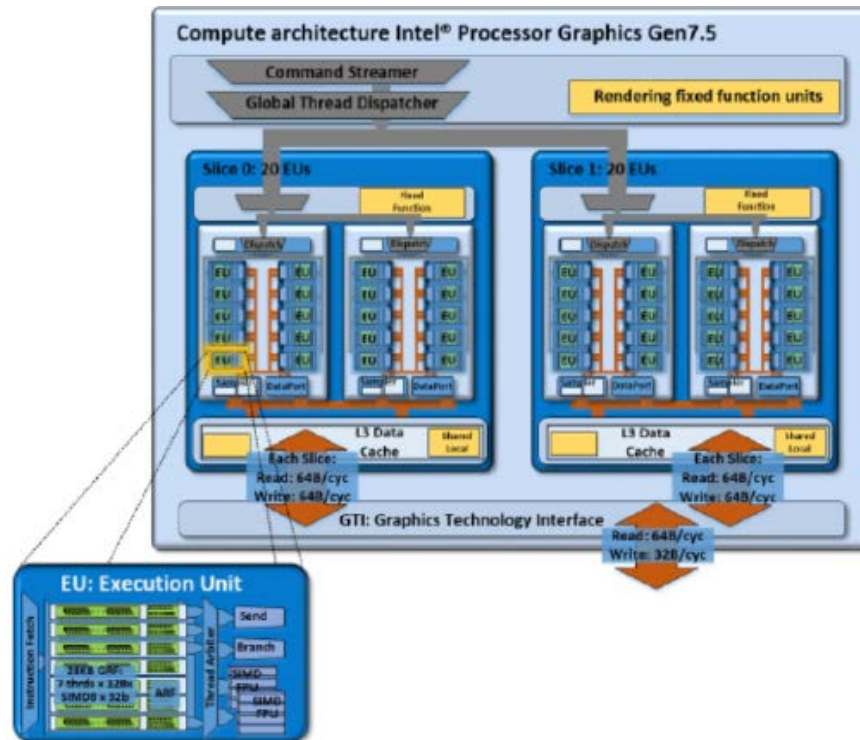 Compute architecture Intel® Processor Graphics Gen7.5
Command Streamer
Global Thread Dispatcher
Rendering fixed function units
Slice 0: 20 EUs
Fixed
Function
Dispatch
Dispatch
EU EU EU EU
EU EU EU EU
EU EU EU EU
EU EU EU EU
EU EU EU EU
Sampler DataPort Sampler DataPort
L3 Data
Cache
Shared
Local
Each Slice:
Read: 64B/cyc
Write: 64B/cyc
Slice 1: 20 EUs
Fixed
Function
Dispatch
Dispatch
EU EU EU EU
EU EU EU EU
EU EU EU EU
EU EU EU EU
EU EU EU EU
Sampler DataPort Sampler DataPort
L3 Data
Cache
Shared
Local
Each Slice:
Read: 64B/cyc
Write: 64B/cyc
GTI: Graphics Technology Interface
Read: 64B/cyc
Write: 32B/cyc
EU: Execution Unit
Instruction Fetch
28KB GRF:
7 thrds x 128x
SIMD8 x 32b
ARF
Thread Arbiter
Send
Branch
SIMD
FPU
SIMD
FPU